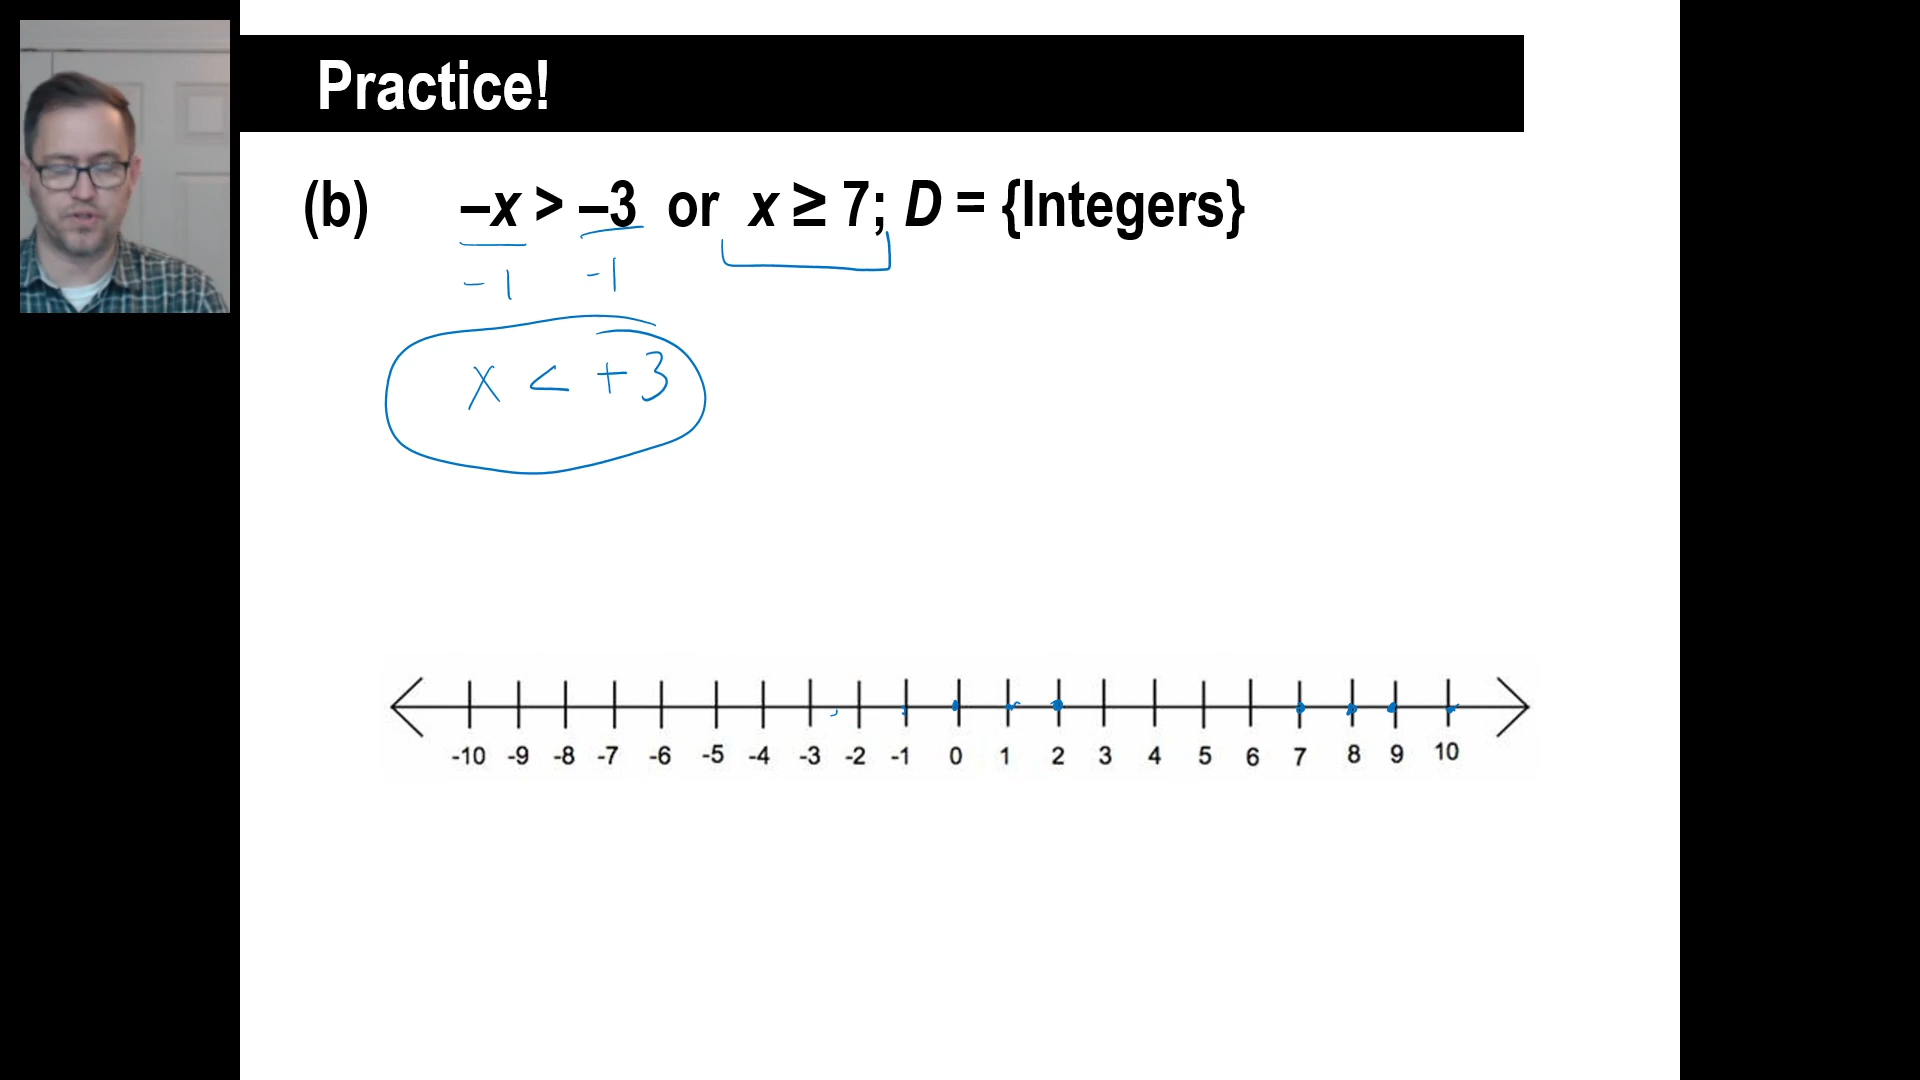 Practice!
(b) –x > –3 or x ≥ 7; D = {Integers}
-1 -1
x < +3
-10 -9 -8 -7 -6 -5 -4 -3 -2 -1 0 1 2 3 4 5 6 7 8 9 10